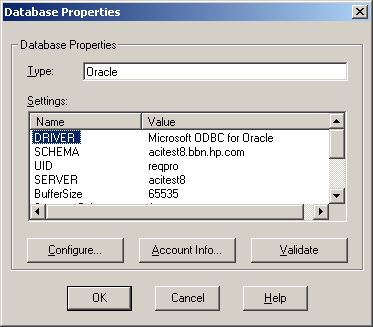 Database Properties
Database Properties
Type: Oracle
Settings:
Name Value
DRIVER Microsoft ODBC for Oracle
SCHEMA acitest8.bbn.hp.com
UID reqpro
SERVER acitest8
BufferSize 65535
Configure... Account Info... Validate
OK Cancel Help